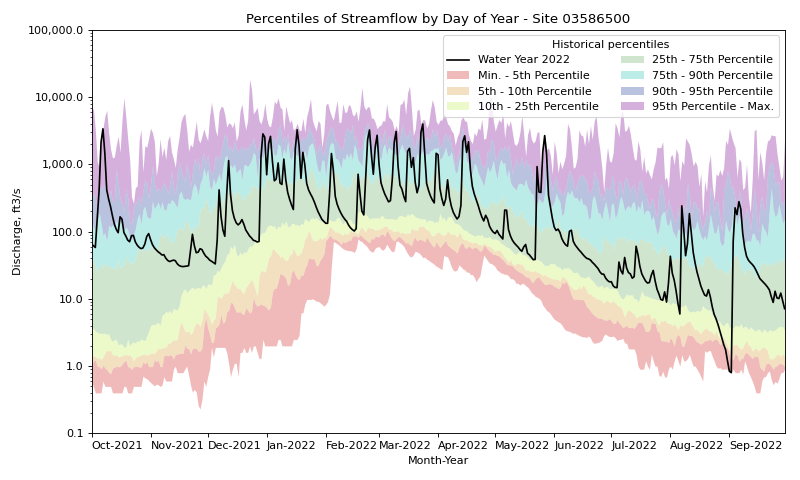 Percentiles of Streamflow by Day of Year - Site 03586500
Discharge, ft3/s
100,000.0
10,000.0
1,000.0
100.0
10.0
1.0
0.1
Historical percentiles
Water Year 2022
Min. - 5th Percentile
5th - 10th Percentile
10th - 25th Percentile
25th - 75th Percentile
75th - 90th Percentile
90th - 95th Percentile
95th Percentile - Max.
Oct-2021 Nov-2021 Dec-2021 Jan-2022 Feb-2022 Mar-2022 Apr-2022 May-2022 Jun-2022 Jul-2022 Aug-2022 Sep-2022
Month-Year